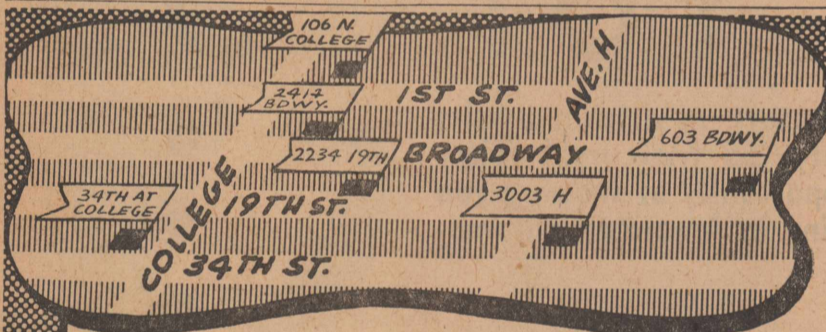 106 N.
COLLEGE
AVE. H
2414
BDWY.
1ST ST.
603 BDWY.
2234 19TH
BROADWAY
34TH AT
COLLEGE
COLLEGE
19TH ST.
3003 H
34TH ST.